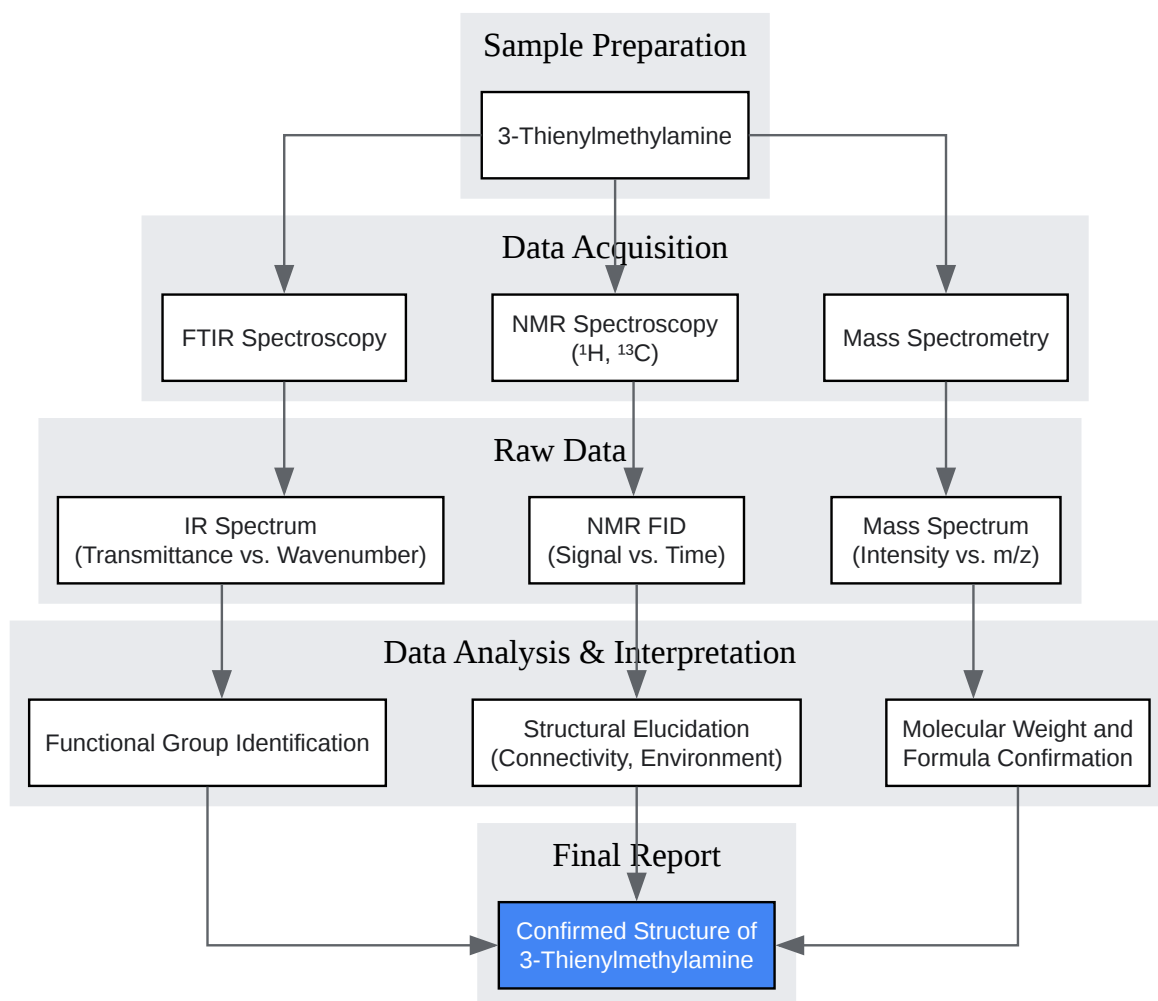 Sample Preparation
3-Thienylmethylamine
Data Acquisition
FTIR Spectroscopy
NMR Spectroscopy
(¹H, ¹³C)
Mass Spectrometry
Raw Data
IR Spectrum
(Transmittance vs. Wavenumber)
NMR FID
(Signal vs. Time)
Mass Spectrum
(Intensity vs. m/z)
Data Analysis & Interpretation
Functional Group Identification
Structural Elucidation
(Connectivity, Environment)
Molecular Weight and
Formula Confirmation
Final Report
Confirmed Structure of
3-Thienylmethylamine